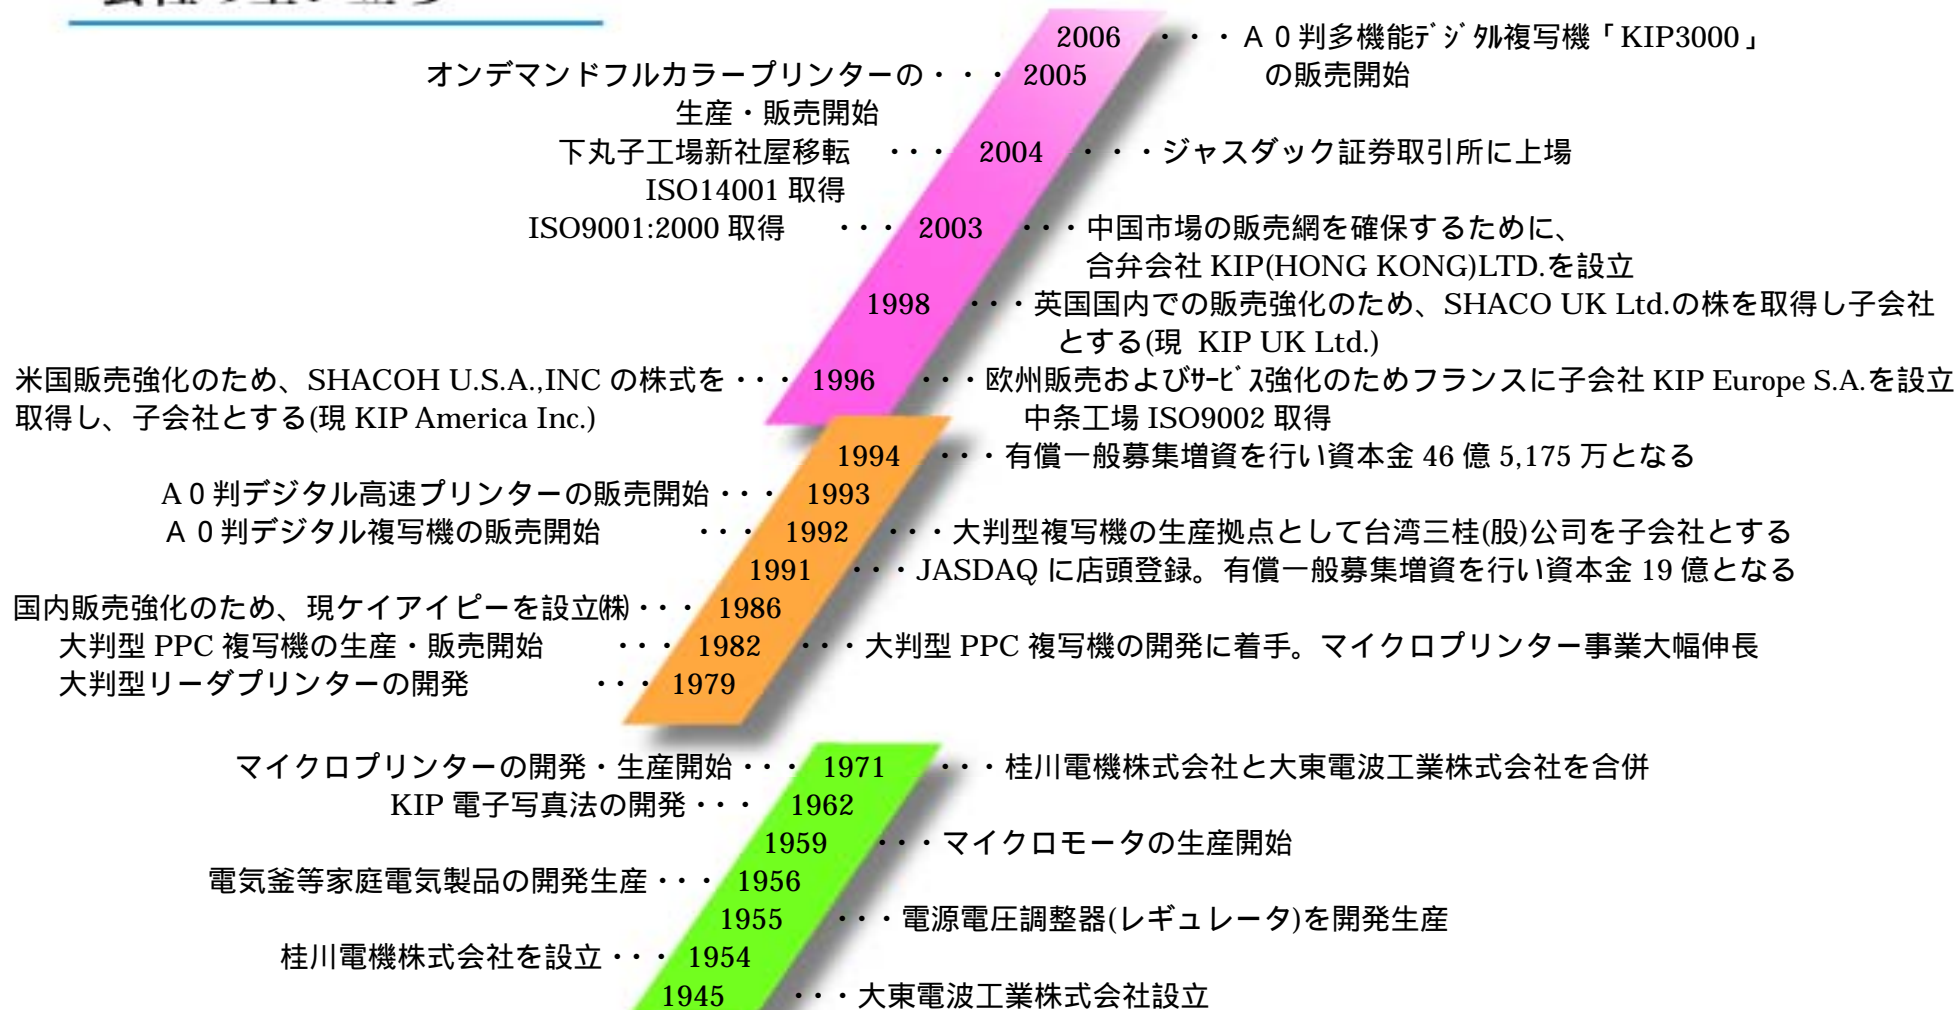 2006 ・・・Ａ０判多機能ﾃﾞｼﾞﾀﾙ複写機「KIP3000」
オンデマンドフルカラープリンターの・・・ 2005 の販売開始
生産・販売開始
下丸子工場新社屋移転 ・・・ 2004 ・・・ジャスダック証券取引所に上場
ISO14001 取得
ISO9001:2000 取得 ・・・ 2003 ・・・中国市場の販売網を確保するために、
合弁会社 KIP(HONG KONG)LTD.を設立
1998 ・・・英国国内での販売強化のため、SHACO UK Ltd.の株を取得し子会社
とする(現 KIP UK Ltd.)
米国販売強化のため、SHACOH U.S.A.,INC の株式を・・・ 1996 ・・・欧州販売およびｻｰﾋﾞｽ強化のためフランスに子会社 KIP Europe S.A.を設立
取得し、子会社とする(現 KIP America Inc.) 中条工場 ISO9002 取得
1994 ・・・有償一般募集増資を行い資本金 46 億 5,175 万となる
Ａ０判デジタル高速プリンターの販売開始・・・ 1993
Ａ０判デジタル複写機の販売開始 ・・・ 1992 ・・・大判型複写機の生産拠点として台湾三桂(股)公司を子会社とする
1991 ・・・JASDAQ に店頭登録。有償一般募集増資を行い資本金 19 億となる
国内販売強化のため、現ケイアイピーを設立㈱・・・ 1986
大判型 PPC 複写機の生産・販売開始 ・・・ 1982 ・・・大判型 PPC 複写機の開発に着手。マイクロプリンター事業大幅伸長
大判型リーダプリンターの開発 ・・・ 1979
マイクロプリンターの開発・生産開始・・・ 1971 ・・・桂川電機株式会社と大東電波工業株式会社を合併
KIP 電子写真法の開発・・・ 1962
1959 ・・・マイクロモータの生産開始
電気釜等家庭電気製品の開発生産・・・ 1956
1955 ・・・電源電圧調整器(レギュレータ)を開発生産
桂川電機株式会社を設立・・・ 1954
1945 ・・・大東電波工業株式会社設立